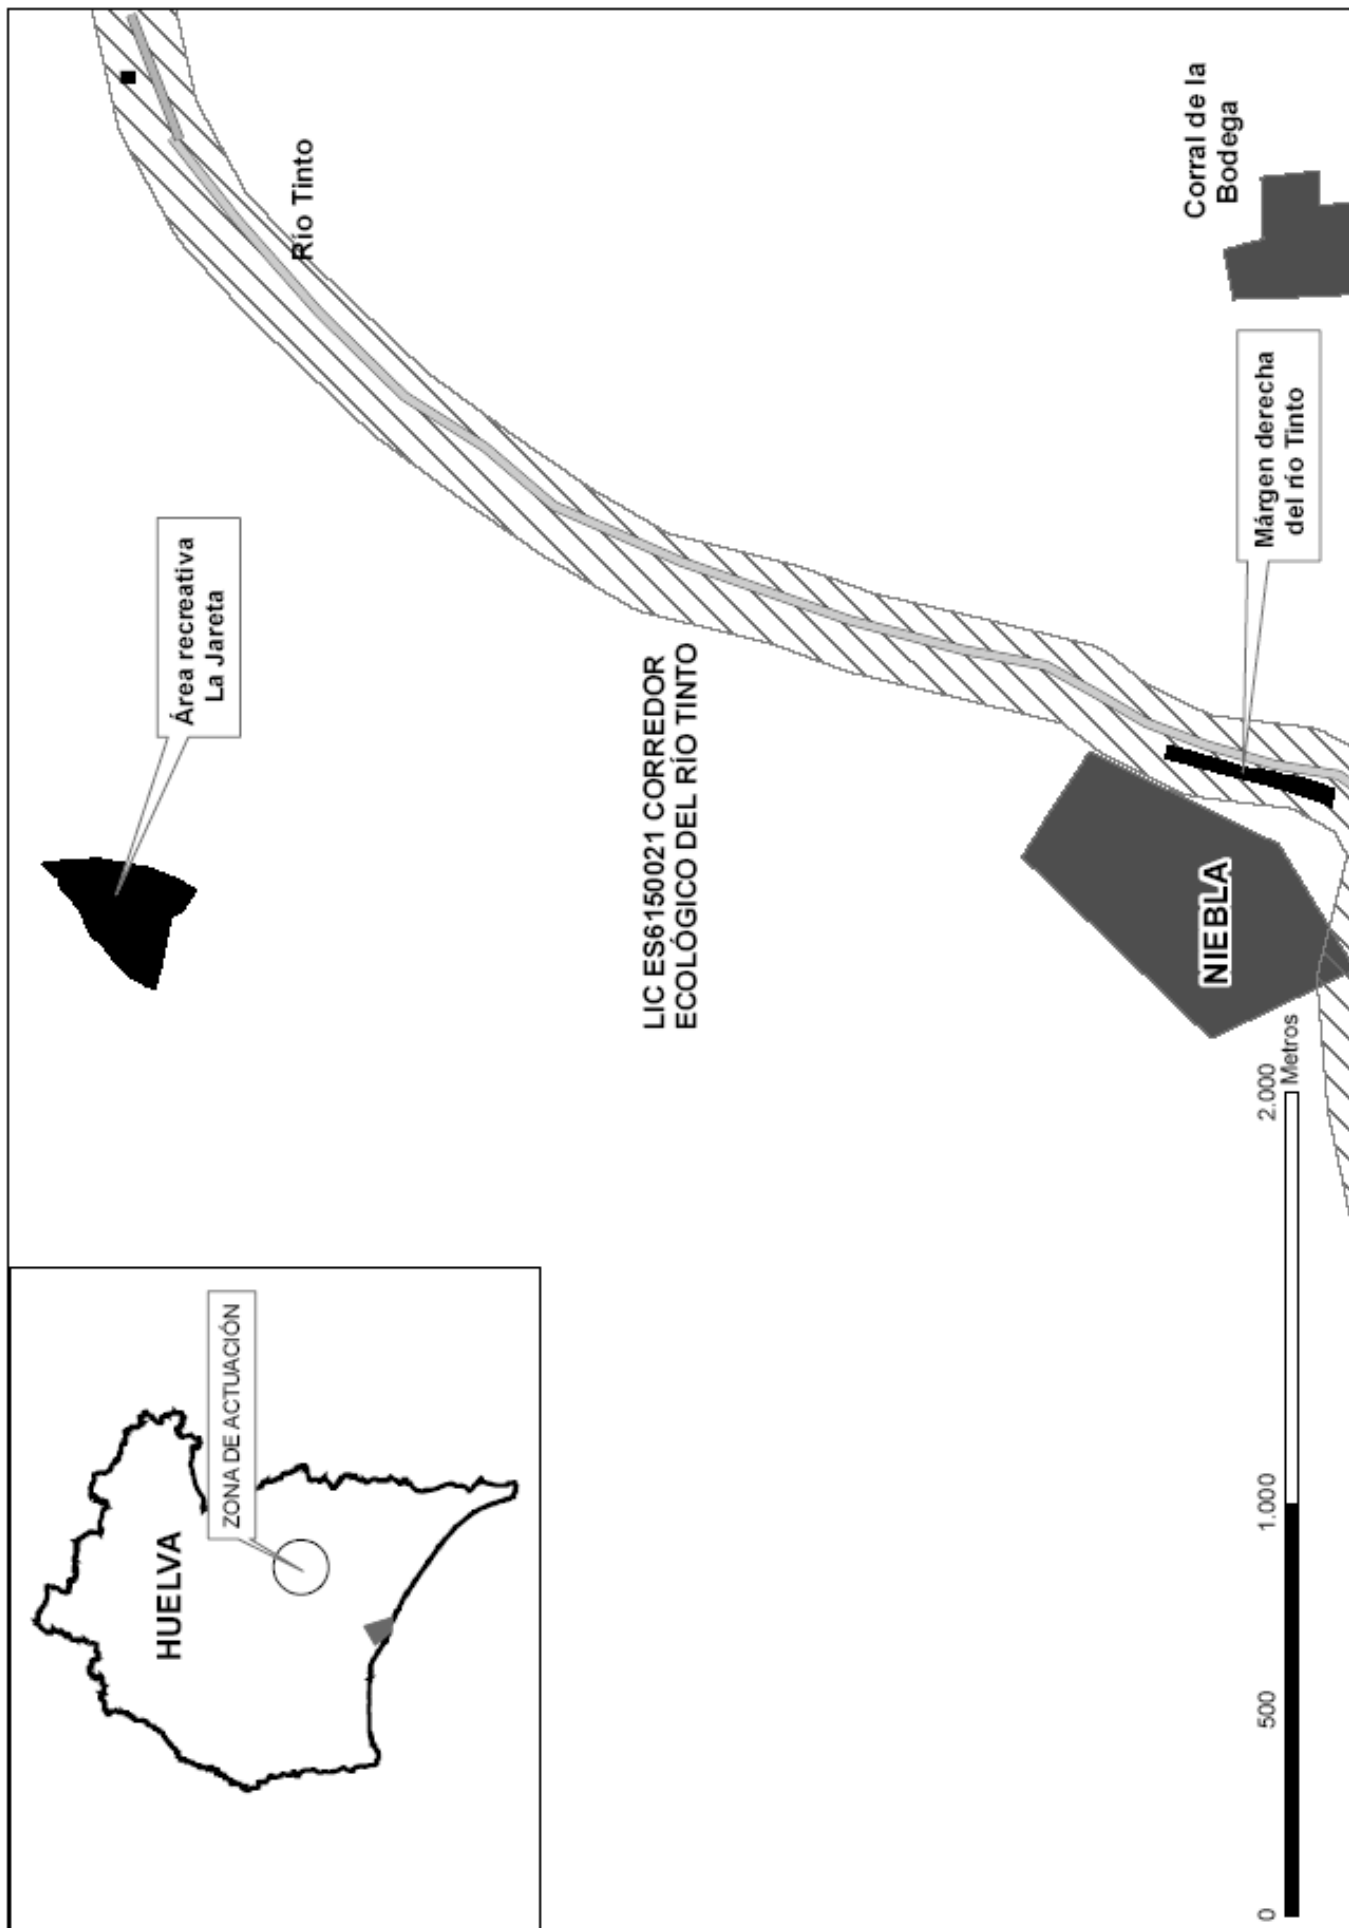 HUELVA
ZONA DE ACTUACIÓN
Área recreativa
La Jareta
Río Tinto
LIC ES6150021 CORREDOR
ECOLÓGICO DEL RÍO TINTO
NIEBLA
Márgen derecha
del río Tinto
Corral de la
Bodega
0 500 1.000 2.000
Metros